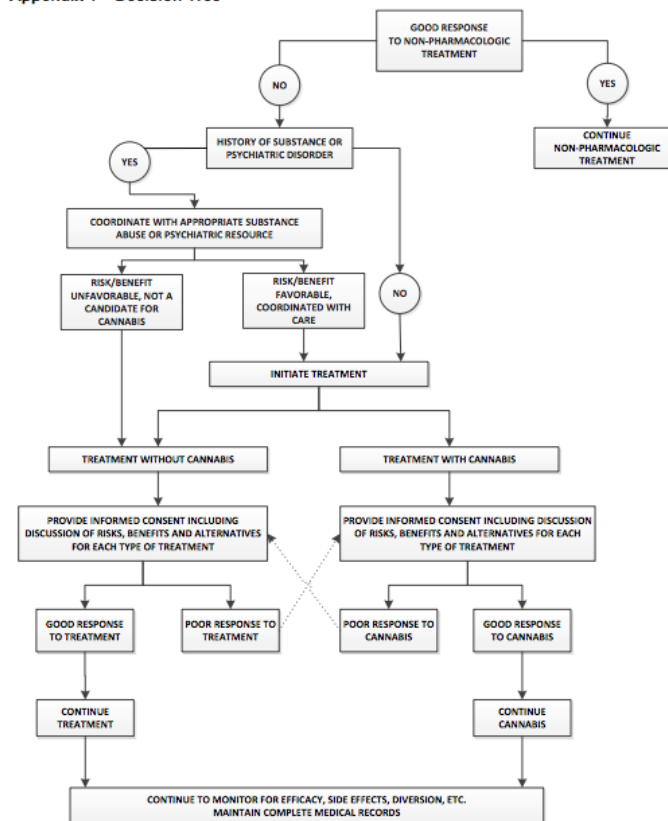 Appendix 1 – Decision Tree
GOOD RESPONSE
TO NON-PHARMACOLOGIC
TREATMENT
NO
YES
HISTORY OF SUBSTANCE OR
PSYCHIATRIC DISORDER
CONTINUE
NON-PHARMACOLOGIC
TREATMENT
YES
COORDINATE WITH APPROPRIATE SUBSTANCE
ABUSE OR PSYCHIATRIC RESOURCE
RISK/BENEFIT
UNFAVORABLE, NOT A
CANDIDATE FOR
CANNABIS
RISK/BENEFIT
FAVORABLE,
COORDINATED WITH
CARE
NO
INITIATE TREATMENT
TREATMENT WITHOUT CANNABIS
TREATMENT WITH CANNABIS
PROVIDE INFORMED CONSENT INCLUDING
DISCUSSION OF RISKS, BENEFITS AND ALTERNATIVES
FOR EACH TYPE OF TREATMENT
PROVIDE INFORMED CONSENT INCLUDING DISCUSSION
OF RISKS, BENEFITS AND ALTERNATIVES FOR EACH
TYPE OF TREATMENT
GOOD RESPONSE
TO TREATMENT
POOR RESPONSE TO
TREATMENT
POOR RESPONSE TO
CANNABIS
GOOD RESPONSE
TO CANNABIS
CONTINUE
TREATMENT
CONTINUE
CANNABIS
CONTINUE TO MONITOR FOR EFFICACY, SIDE EFFECTS, DIVERSION, ETC.
MAINTAIN COMPLETE MEDICAL RECORDS